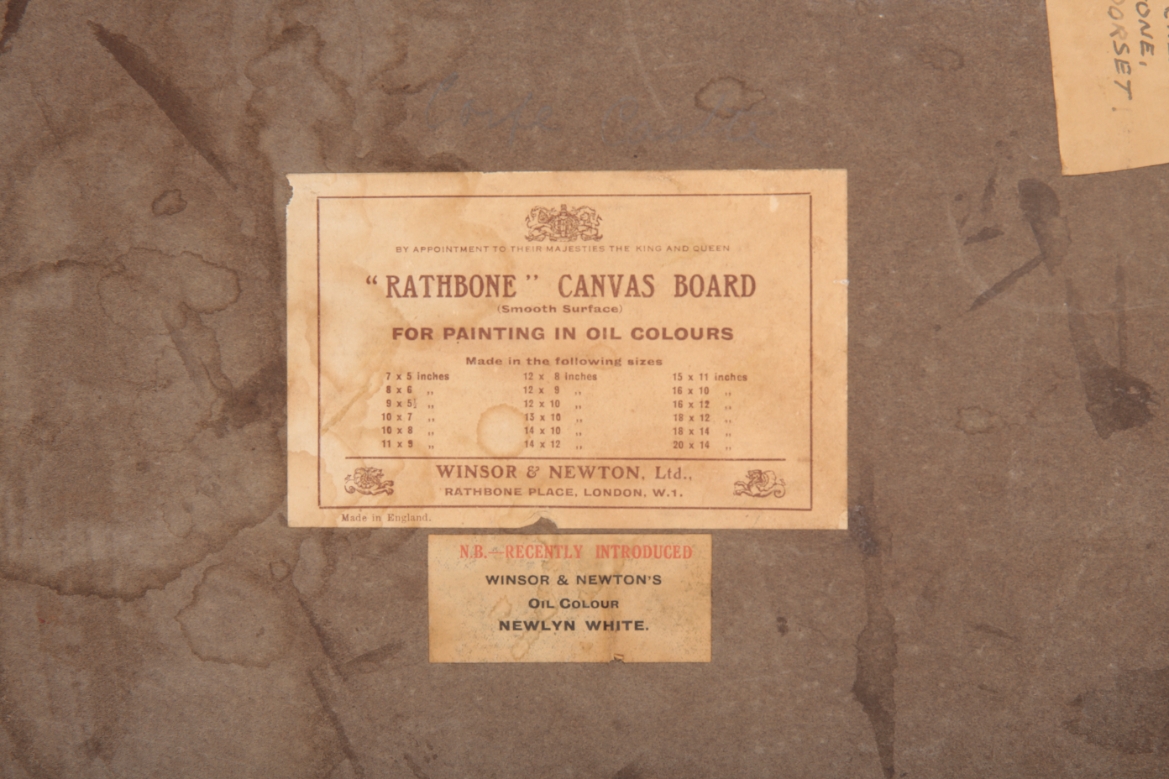 Corfe Castle
ONE,
DORSET!
BY APPOINTMENT TO THEIR MAJESTIES THE KING AND QUEEN
“RATHBONE” CANVAS BOARD
(Smooth Surface)
FOR PAINTING IN OIL COLOURS
Made in the following sizes
7 x 5 inches 12 x 8 inches 15 x 11 inches
8 x 6 „ 12 x 9 „ 16 x 10 „
9 x 5½ „ 12 x 10 „ 16 x 12 „
10 x 7 „ 13 x 10 „ 18 x 12 „
10 x 8 „ 14 x 10 „ 18 x 14 „
11 x 9 „ 14 x 12 „ 20 x 14 „
WINSOR & NEWTON, Ltd.,
RATHBONE PLACE, LONDON, W.1.
Made in England.
N.B.—RECENTLY INTRODUCED
WINSOR & NEWTON'S
OIL COLOUR
NEWLYN WHITE.